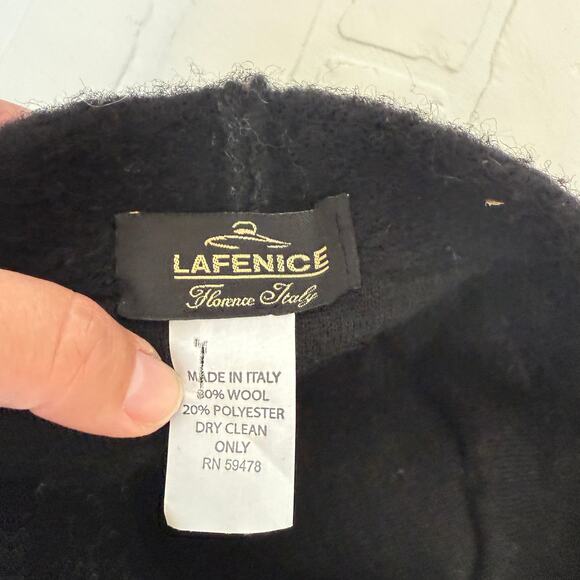 LAFENICE
Florence Italy
MADE IN ITALY
80% WOOL
20% POLYESTER
DRY CLEAN
ONLY
RN 59478